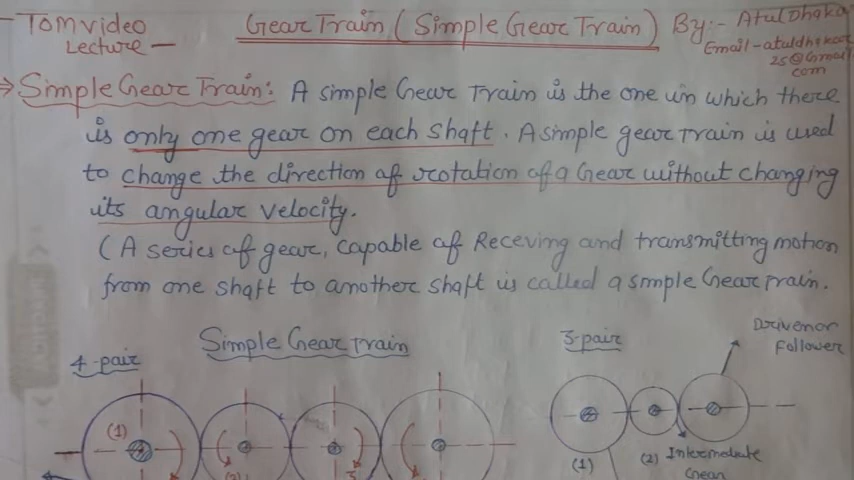 - TOM video
Lecture -
Gear Train (Simple Gear Train)
By:- Atul Dhakar
Email-atuldhakar
25@Gmail
com
→ Simple Gear Train: A simple Gear Train is the one in which there
is only one gear on each shaft. A simple gear train is used
to change the direction of rotation of a Gear without changing
its angular velocity.
(A series of gear, capable of Receving and transmitting motion
from one shaft to another shaft is called a smple Gear Train.
Simple Gear train
4-pair
3-pair
Driven or
Follower
(1)
(1)
(2) Intermediate
Gear